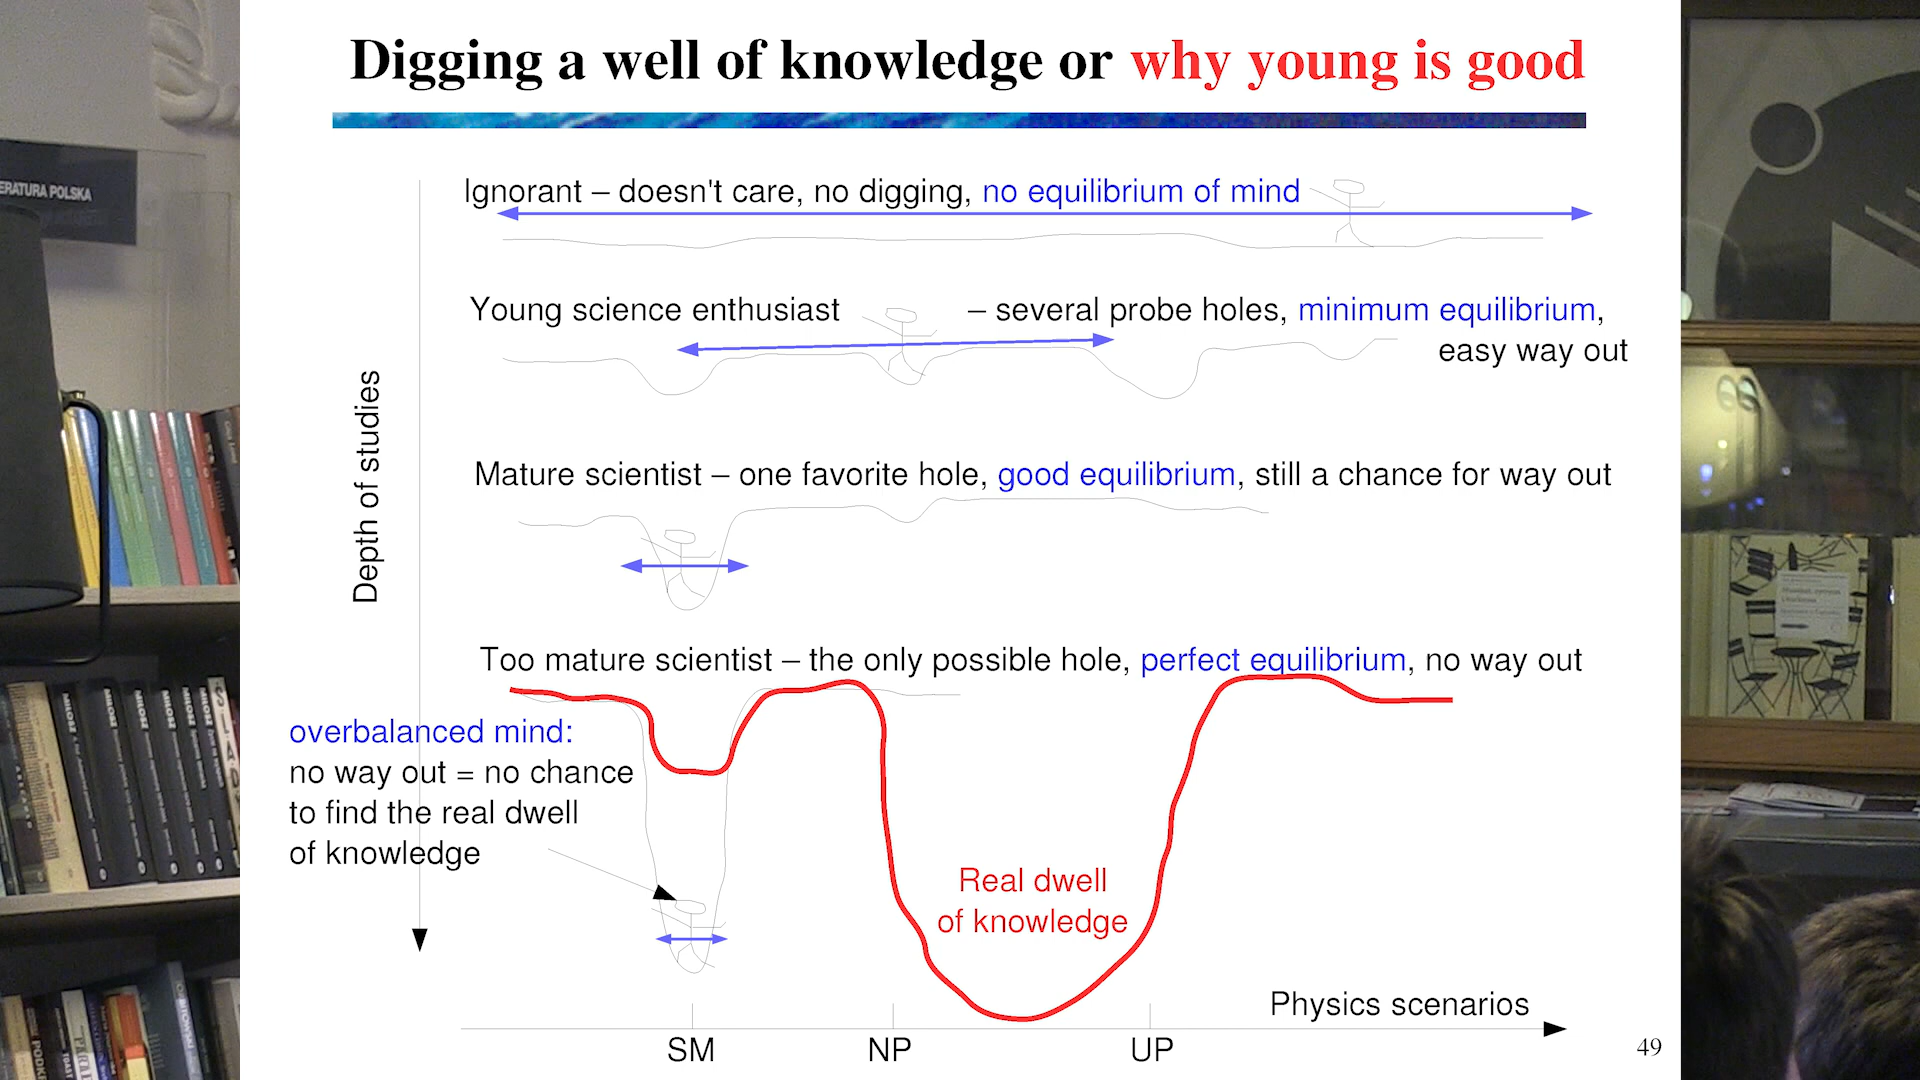 Digging a well of knowledge or why young is good
ERATURA POLSKA
Ignorant – doesn't care, no digging, no equilibrium of mind
Young science enthusiast – several probe holes, minimum equilibrium,
easy way out
Depth of studies
Mature scientist – one favorite hole, good equilibrium, still a chance for way out
Too mature scientist – the only possible hole, perfect equilibrium, no way out
overbalanced mind:
no way out = no chance
to find the real dwell
of knowledge
Real dwell
of knowledge
Physics scenarios
SM NP UP
49
MIŁOSZ
MIŁOSZ
MIŁOSZ
MIŁOSZ